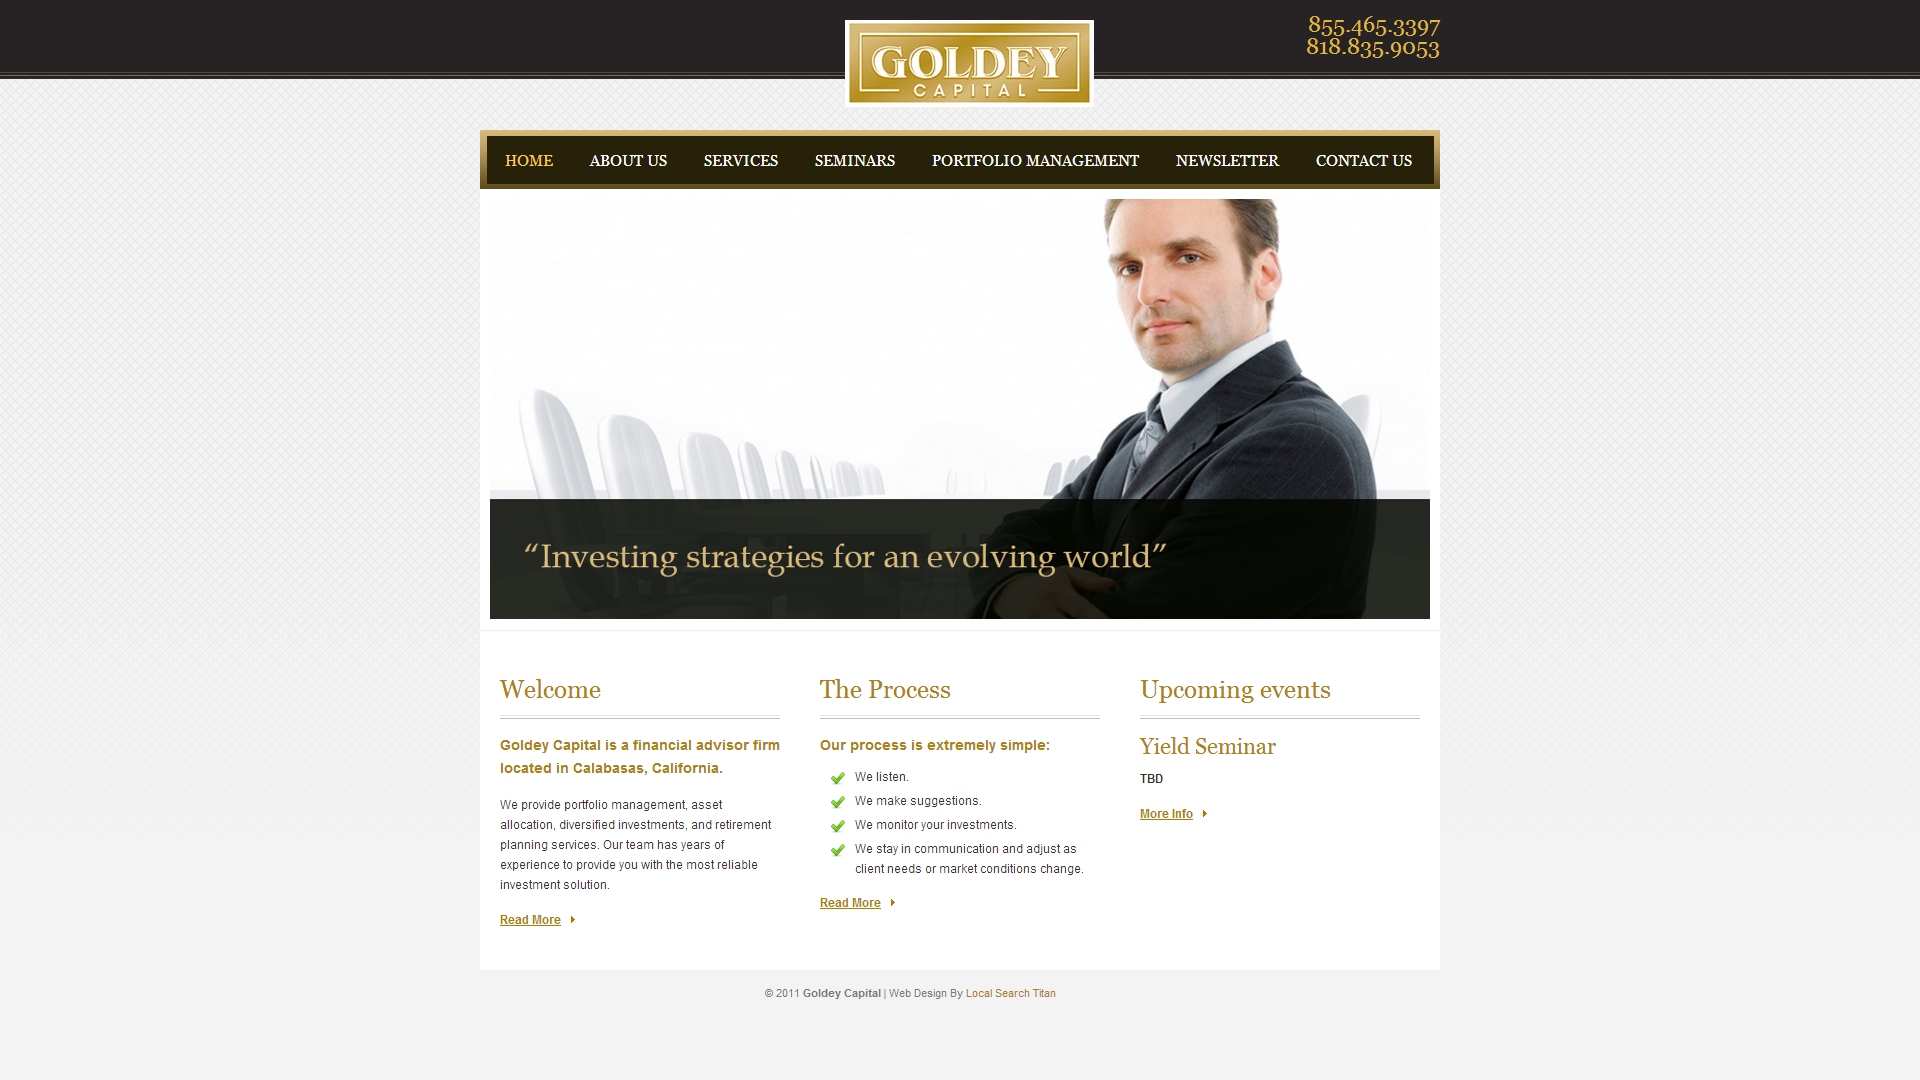 GOLDEY
CAPITAL
855.465.3397
818.835.9053
HOME ABOUT US SERVICES SEMINARS PORTFOLIO MANAGEMENT NEWSLETTER CONTACT US
“Investing strategies for an evolving world”
Welcome
Goldey Capital is a financial advisor firm
located in Calabasas, California.
We provide portfolio management, asset
allocation, diversified investments, and retirement
planning services. Our team has years of
experience to provide you with the most reliable
investment solution.
Read More
The Process
Our process is extremely simple:
We listen.
We make suggestions.
We monitor your investments.
We stay in communication and adjust as
client needs or market conditions change.
Read More
Upcoming events
Yield Seminar
TBD
More Info
© 2011 Goldey Capital | Web Design By Local Search Titan